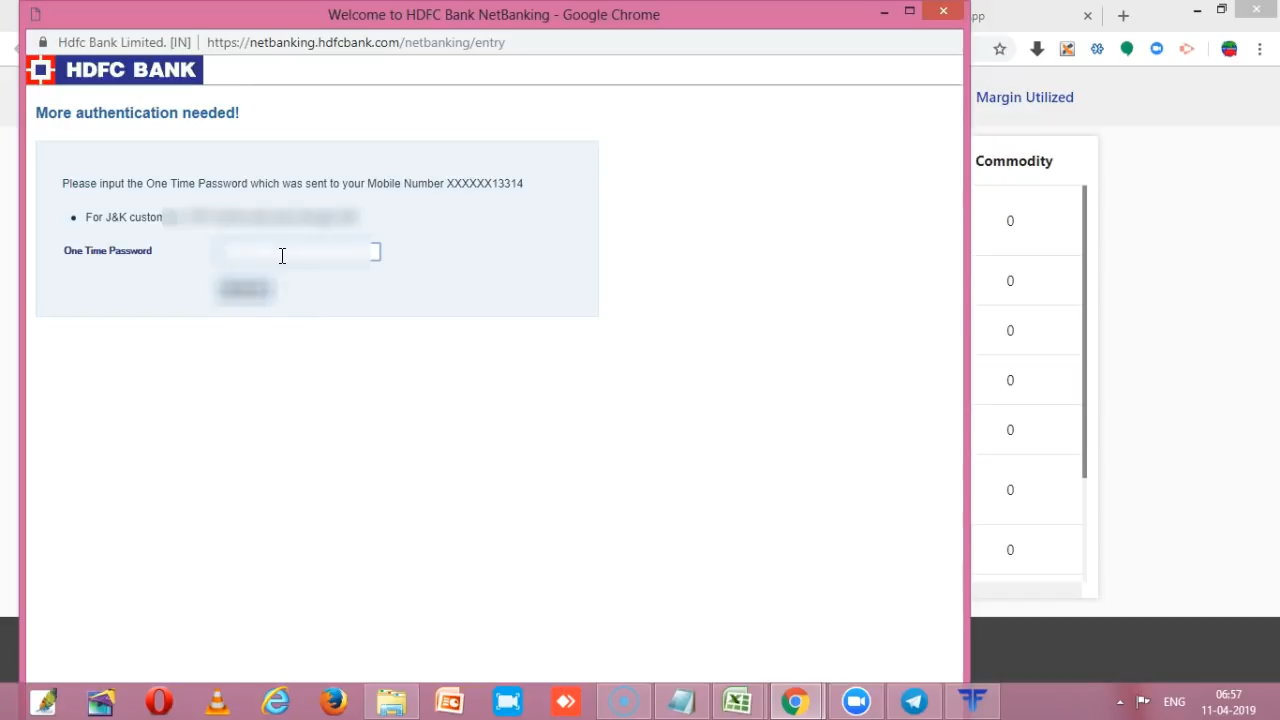 Welcome to HDFC Bank NetBanking - Google Chrome
Hdfc Bank Limited. [IN] https://netbanking.hdfcbank.com/netbanking/entry
HDFC BANK
Margin Utilized
More authentication needed!
Commodity
Please input the One Time Password which was sent to your Mobile Number XXXXXX13314
For J&K custom
0
One Time Password
0
0
0
0
0
0
ENG
06:57
11-04-2019